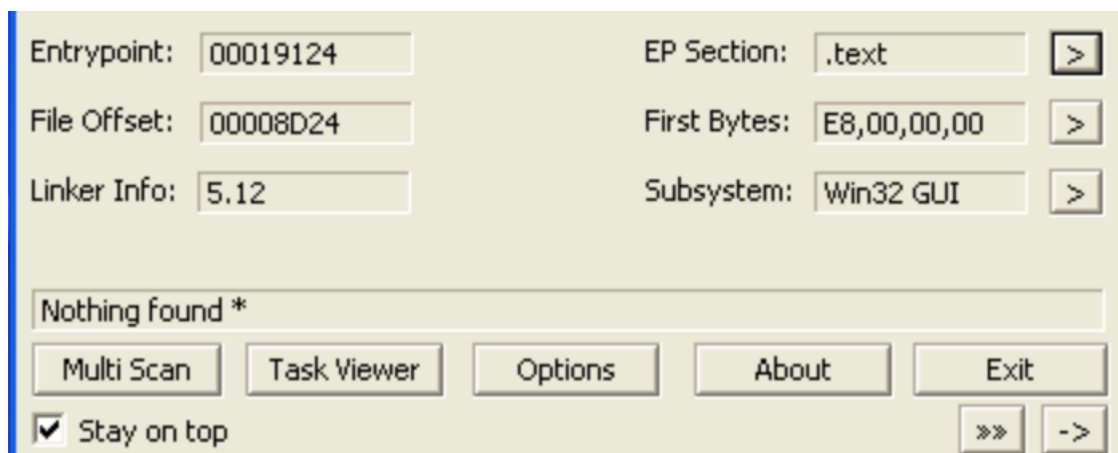 Entrypoint: 00019124 EP Section: .text >
File Offset: 00008D24 First Bytes: E8,00,00,00 >
Linker Info: 5.12 Subsystem: Win32 GUI >
Nothing found *
Multi Scan Task Viewer Options About Exit
Stay on top »» ->